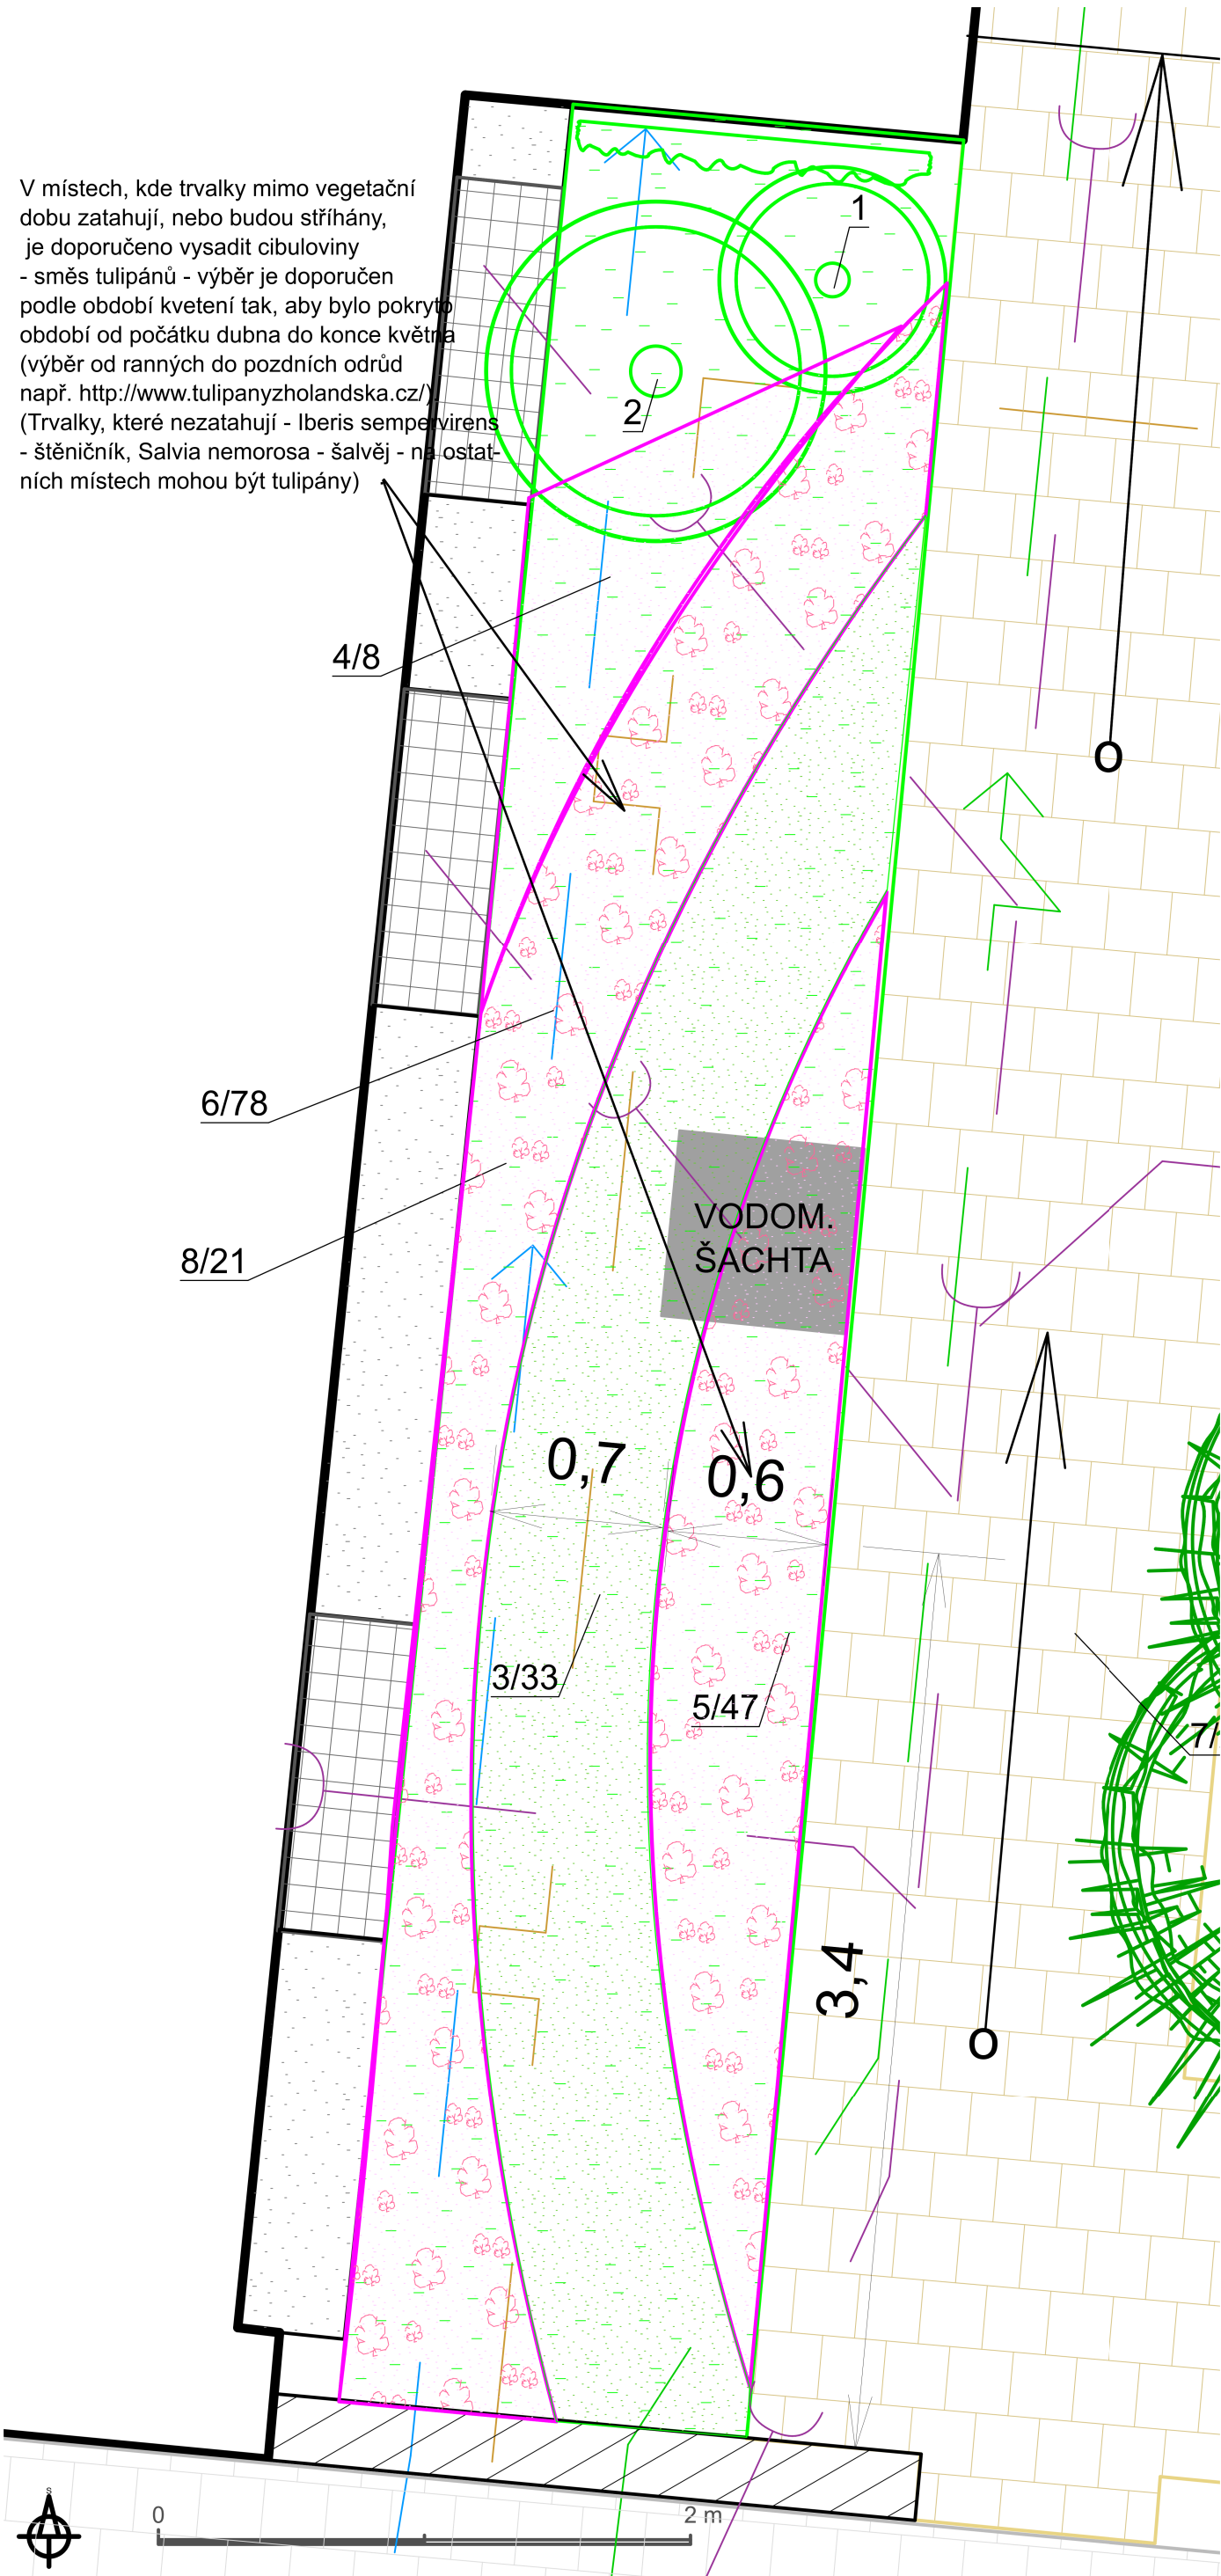 V místech, kde trvalky mimo vegetační
dobu zatahují, nebo budou stříhány,
je doporučeno vysadit cibuloviny
- směs tulipánů - výběr je doporučen
podle období kvetení tak, aby bylo pokryto
období od počátku dubna do konce května
(výběr od ranných do pozdních odrůd
např. http://www.tulipanyzholandska.cz/)
(Trvalky, které nezatahují - Iberis sempervirens
- štěničník, Salvia nemorosa - šalvěj - na ostat-
ních místech mohou být tulipány)
1
2
4/8
O
6/78
VODOM.
ŠACHTA
8/21
0,7
0,6
3/33
5/47
7/
3,4
O
S
0
2 m